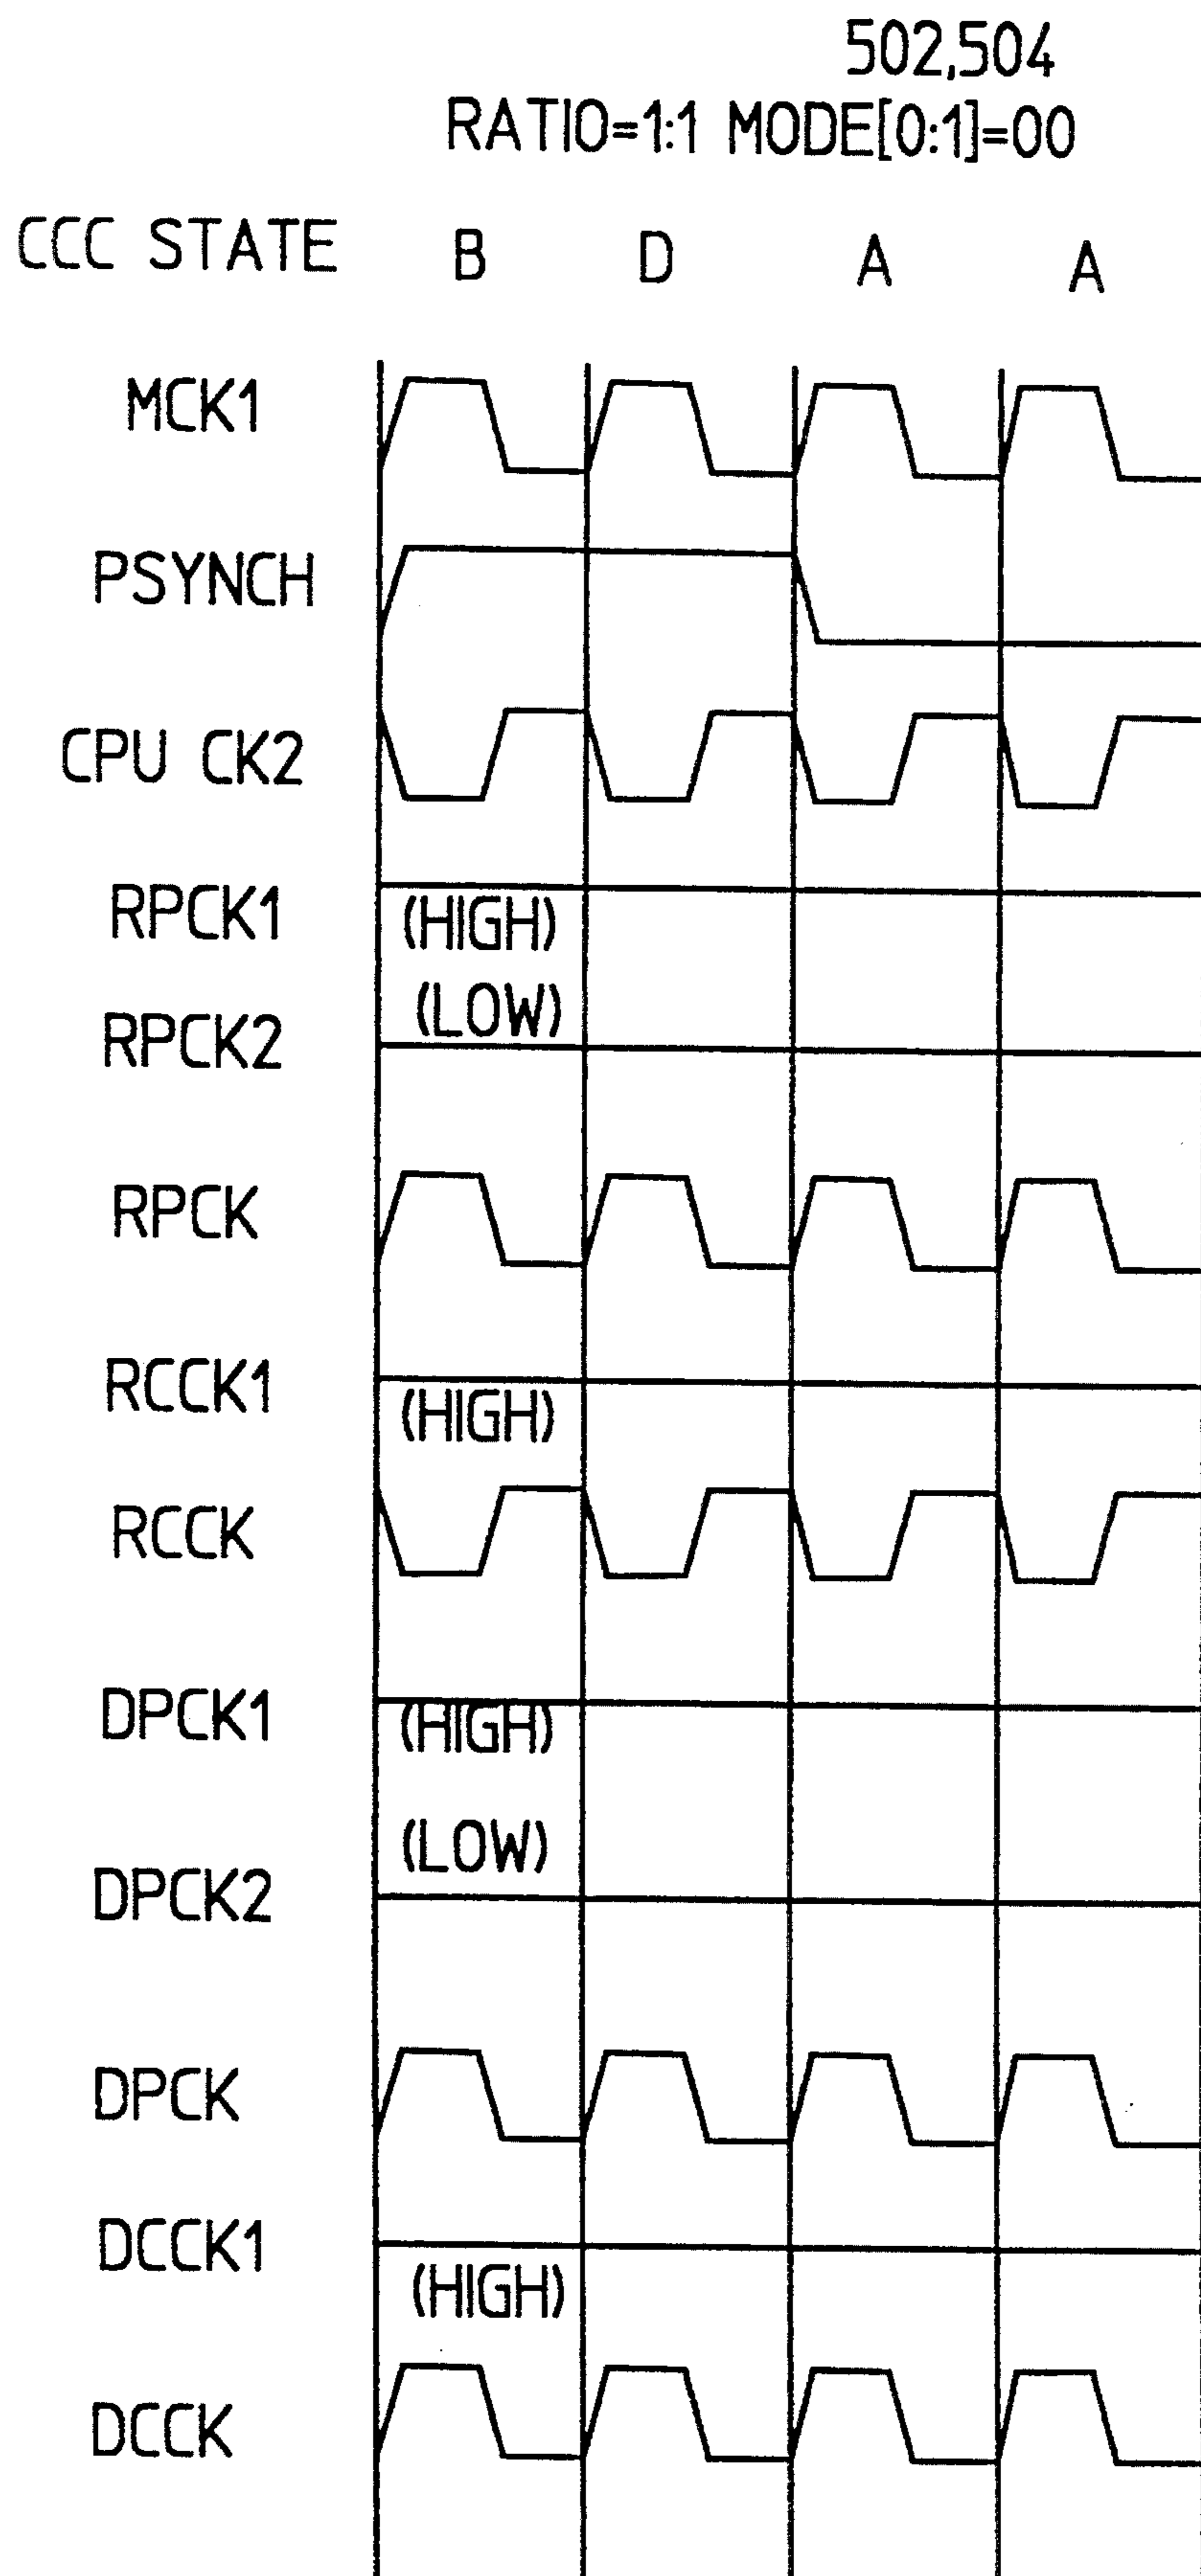 502,504
RATIO=1:1 MODE[0:1]=00
CCC STATE B D A A
MCK1
PSYNCH
CPU CK2
RPCK1
(HIGH)
(LOW)
RPCK2
RPCK
RCCK1
(HIGH)
RCCK
DPCK1
(HIGH)
(LOW)
DPCK2
DPCK
DCCK1
(HIGH)
DCCK